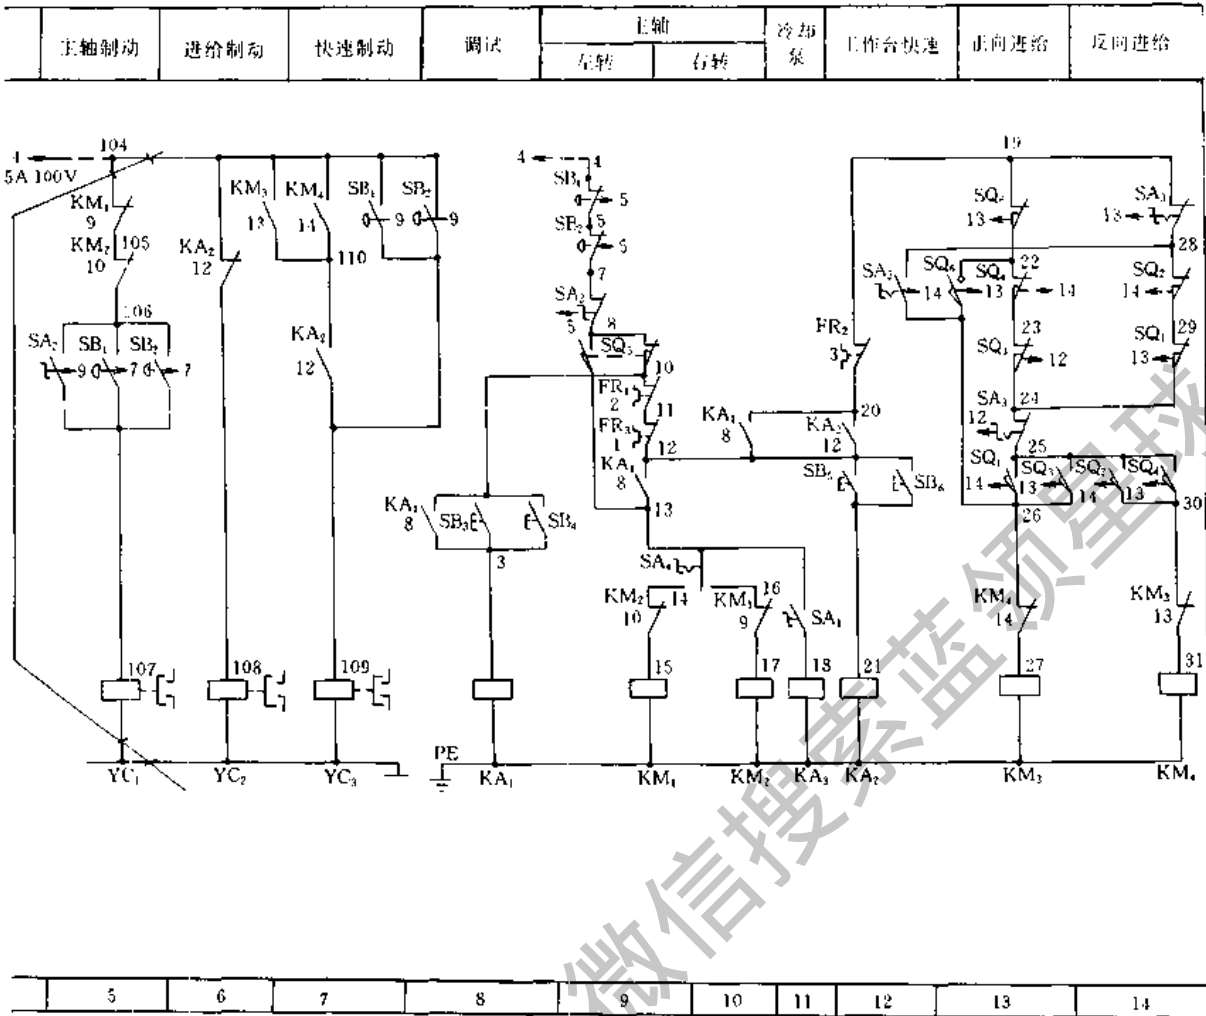 主轴制动 进给制动 快速制动 调试 主轴 冷却泵 工作台快速 正向进给 反向进给
左转 右转
104
5A 100V
KM₁
9
KM₂ 105
10
106
SA₂ 9 SB₁ 7 SB₂ 7
107
YC₁
KA₂
12
108
YC₂
KM₃
13
KM₄
14
SB₁ 9
SB₂ 9
110
KA₂
12
109
YC₃
PE
KA₁
8
SB₃
SB₄
3
KA₁
4 4
SB₁ 5
5
SB₂ 6
7
SA₂
8
SQ₅
10
FR₁
2
11
FR₃
1
12
KA₁
8
13
SA₄
14
KM₂
10
15
KM₁
16
9
17
KM₂
SA₁
18
KA₃
FR₂
3
20
KA₁
8
12
SB₅
SB₆
21
KA₂
19
13
SA₃
13
28
SA₂ 14
SQ₆ 13
22
SQ₄ 14
SQ₂
14
23
SQ₃ 12
29
SQ₁
13
24
SA₃
12
25
SQ₁
14
SQ₃
13
SQ₂
14
SQ₄
13
26
30
KM₄
14
27
KM₃
KM₃
13
31
KM₄
5 6 7 8 9 10 11 12 13 14
微信搜索蓝领星球